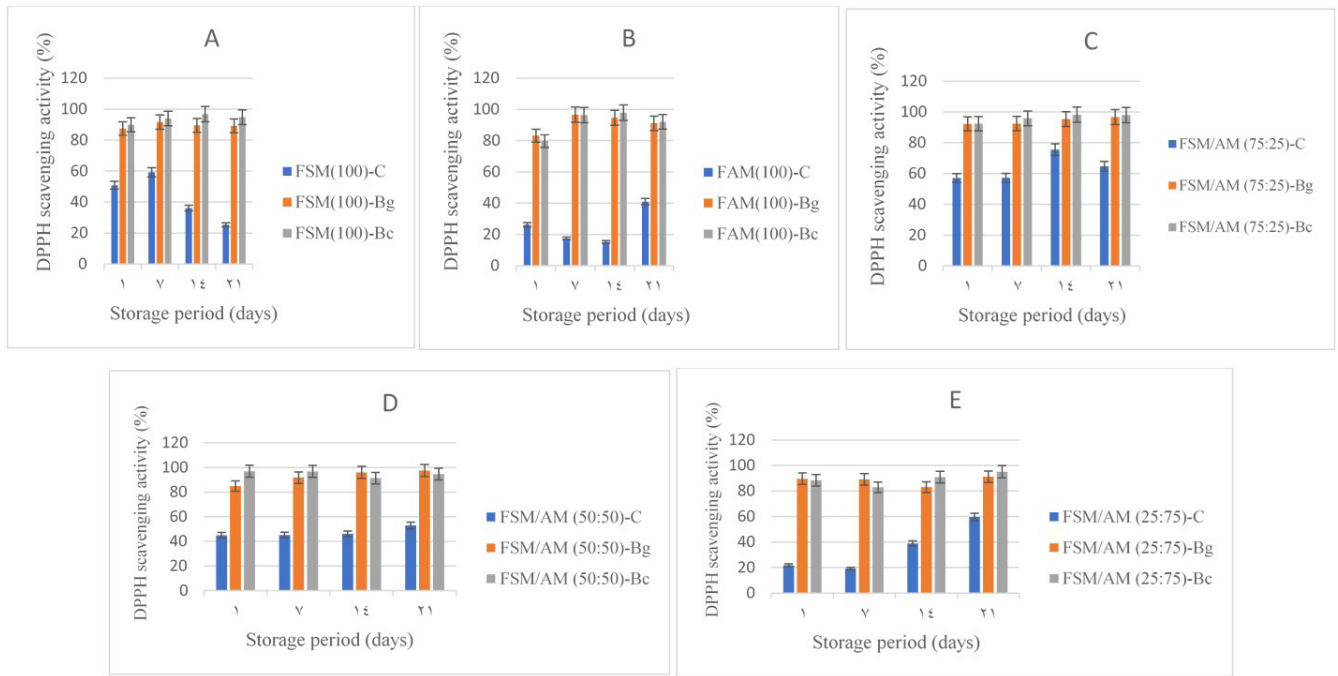 A
DPPH scavenging activity (%)
120
100
80
60
40
20
0
١ ٧ ١٤ ٢١
Storage period (days)
FSM(100)-C
FSM(100)-Bg
FSM(100)-Bc
B
DPPH scavenging activity (%)
120
100
80
60
40
20
0
١ ٧ ١٤ ٢١
Storage period (days)
FAM(100)-C
FAM(100)-Bg
FAM(100)-Bc
C
DPPH scavenging activity (%)
120
100
80
60
40
20
0
١ ٧ ١٤ ٢١
Storage period (days)
FSM/AM (75:25)-C
FSM/AM (75:25)-Bg
FSM/AM (75:25)-Bc
D
DPPH scavenging activity (%)
120
100
80
60
40
20
0
١ ٧ ١٤ ٢١
Storage period (days)
FSM/AM (50:50)-C
FSM/AM (50:50)-Bg
FSM/AM (50:50)-Bc
E
DPPH scavenging activity (%)
120
100
80
60
40
20
0
١ ٧ ١٤ ٢١
Storage period (days)
FSM/AM (25:75)-C
FSM/AM (25:75)-Bg
FSM/AM (25:75)-Bc